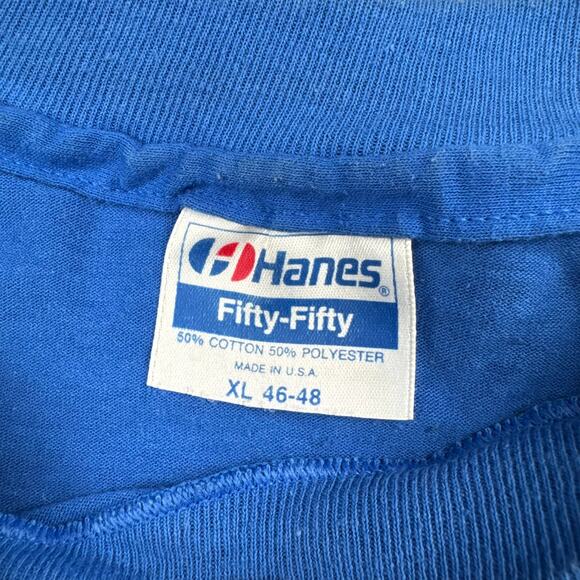 Hanes®
Fifty-Fifty
50% COTTON 50% POLYESTER
MADE IN U.S.A.
XL 46-48